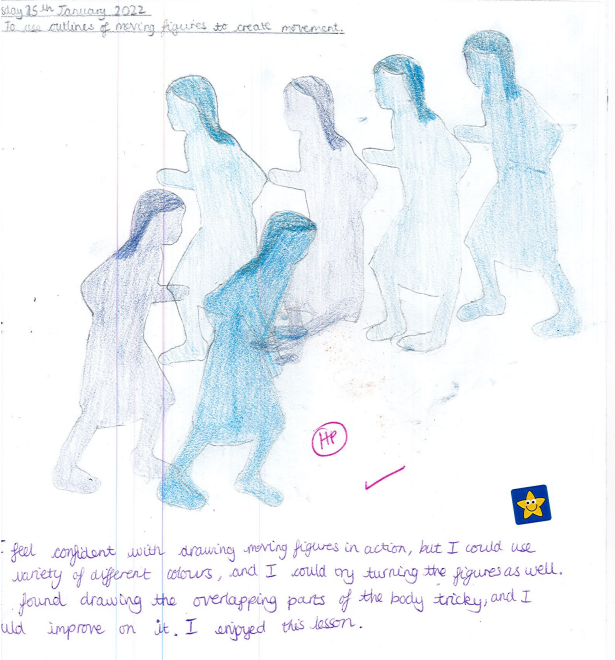 sday 25th January 2022
To use outlines of moving figures to create movement.
HP
feel confident with drawing moving figures in action, but I could use
variety of different colours, and I could try turning the figures as well.
found drawing the overlapping parts of the body tricky, and I
uld improve on it. I enjoyed this lesson.